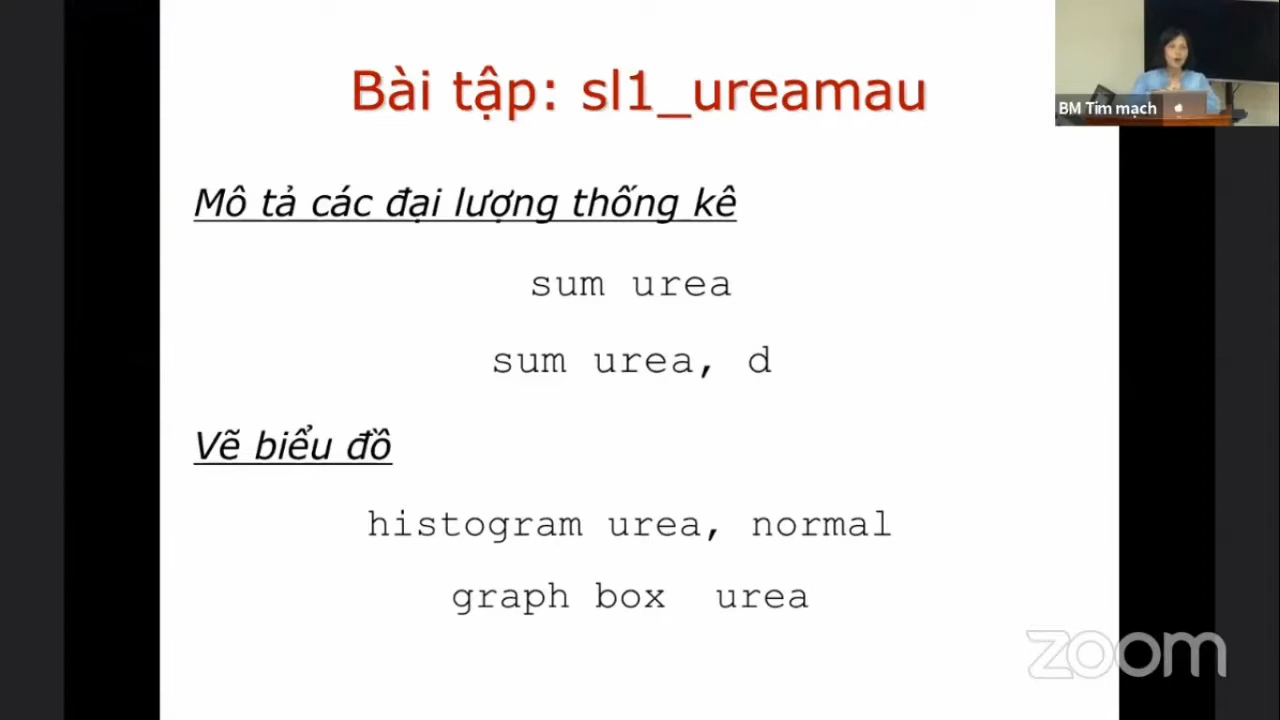 Bài tập: sl1_ureamau
BM Tim mạch
Mô tả các đại lượng thống kê
sum urea
sum urea, d
Vẽ biểu đồ
histogram urea, normal
graph box  urea
zoom